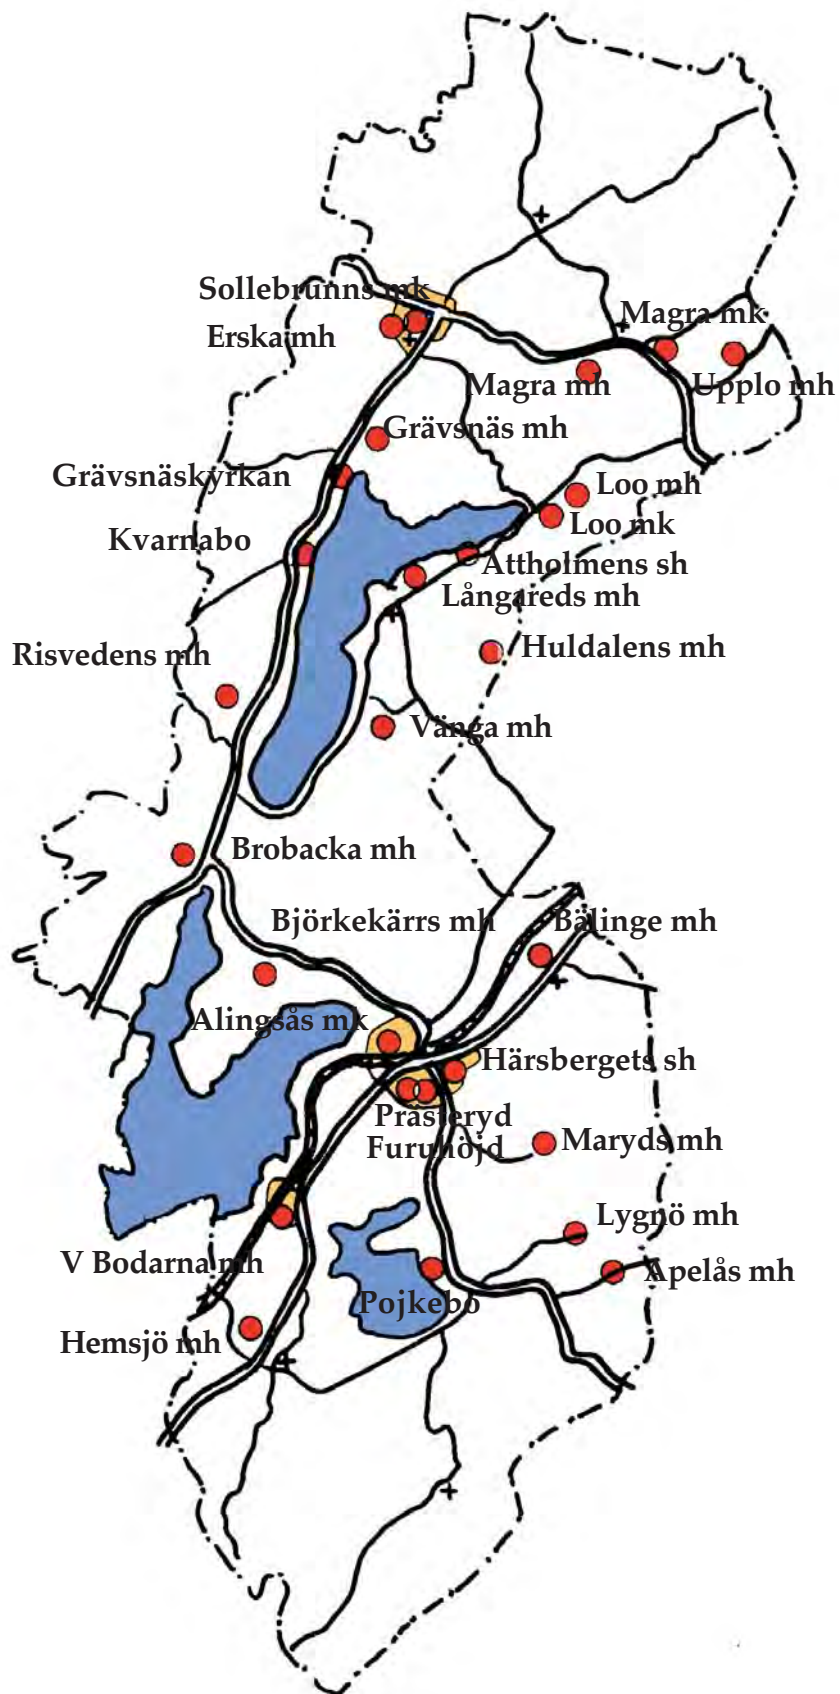 Sollebrunns mk
Magra mk
Erska mh
Magra mh
Upplo mh
Grävsnäs mh
Grävsnäskyrkan
Loo mh
Loo mk
Kvarnabo
Attholmens sh
Långareds mh
Risvedens mh
Huldalens mh
Vänga mh
Brobacka mh
Björkekärrs mh
Bälinge mh
Alingsås mk
Härsbergets sh
Prästeryd
Furuhöjd
Maryds mh
Lygnö mh
V Bodarna mh
Apelås mh
Pojkebo
Hemsjö mh